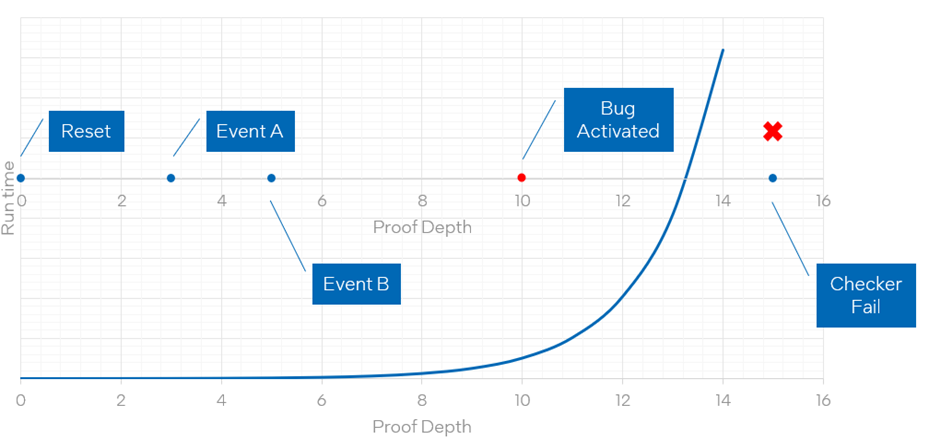 Reset
Event A
Bug
Activated
Run time
0
2
4
6
8
10
12
14
16
Proof Depth
Event B
Checker
Fail
0
2
4
6
8
10
12
14
16
Proof Depth